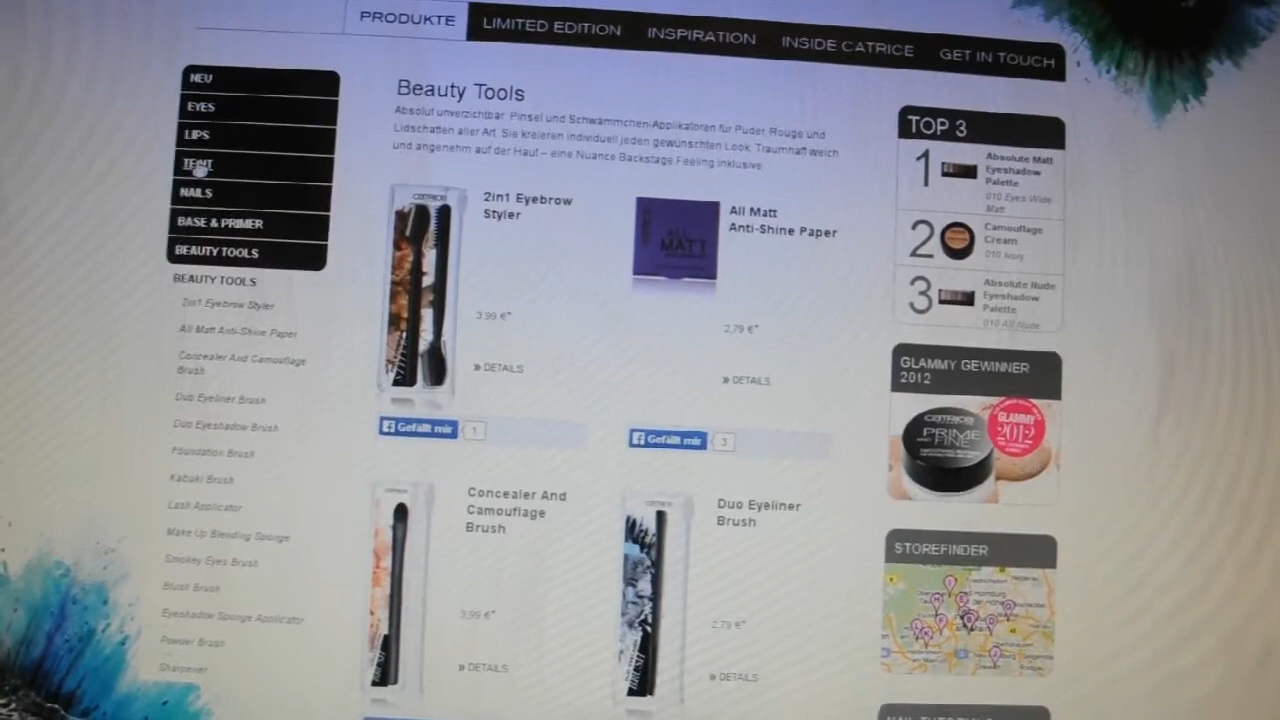 PRODUKTE
LIMITED EDITION
INSPIRATION
INSIDE CATRICE
GET IN TOUCH
NEU
EYES
LIPS
TEINT
NAILS
BASE & PRIMER
BEAUTY TOOLS
BEAUTY TOOLS
2in1 Eyebrow Styler
All Matt Anti-Shine Paper
Concealer And Camouflage
Brush
Duo Eyeliner Brush
Duo Eyeshadow Brush
Foundation Brush
Kabuki Brush
Lash Applicator
Make Up Blending Sponge
Smokey Eyes Brush
Blush Brush
Eyeshadow Sponge Applicator
Powder Brush
Sharpener
Beauty Tools
Absolut unverzichtbar: Pinsel und Schwämmchen-Applikatoren für Puder, Rouge und
Lidschatten aller Art. Sie kreieren individuell jeden gewünschten Look. Traumhaft weich
und angenehm auf der Haut – eine Nuance Backstage Feeling inklusive.
CATRICE
2in1 Eyebrow
Styler
3,99 €*
» DETAILS
Gefällt mir
1
ALL
MATT
All Matt
Anti-Shine Paper
2,79 €*
» DETAILS
Gefällt mir
3
Concealer And
Camouflage
Brush
3,99 €*
» DETAILS
Duo Eyeliner
Brush
2,79 €*
» DETAILS
TOP 3
1
Absolute Matt
Eyeshadow
Palette
010 Eyes Wide
Matt
2
Camouflage
Cream
010 Ivory
3
Absolute Nude
Eyeshadow
Palette
010 All Nude
GLAMMY GEWINNER
2012
CATRICE
PRIME
AND FINE
GLAMMY
2012
STOREFINDER